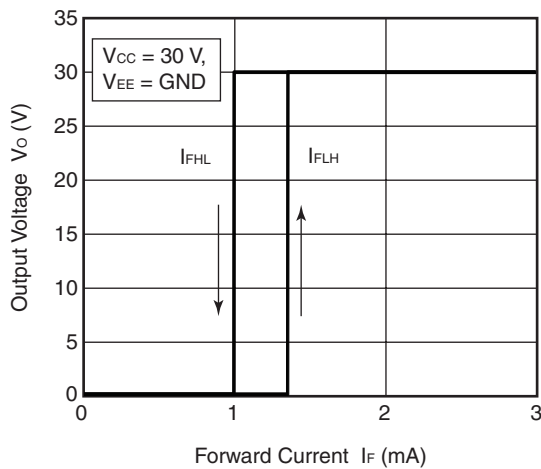 35
30
25
20
15
10
5
0
Output Voltage VO (V)
VCC = 30 V,
VEE = GND
IFHL
IFLH
0
1
2
3
Forward Current IF (mA)